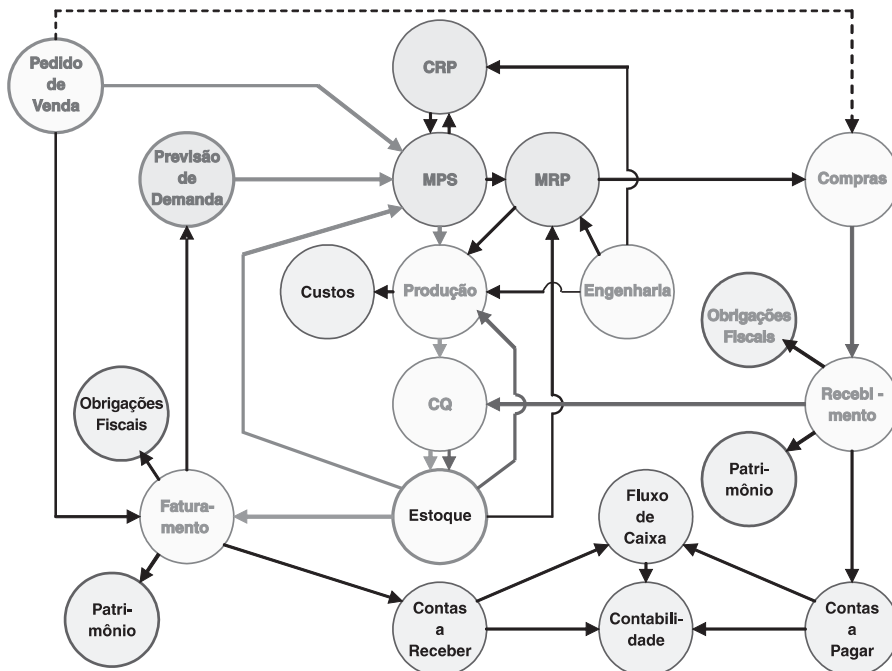 Pedido
de
Venda
CRP
Previsão
de
Demanda
MPS
MRP
Compras
Custos
Produção
Engenharia
Obrigações
Fiscais
Obrigações
Fiscais
CQ
Recebi -
mento
Patri-
mônio
Fatura-
mento
Estoque
Fluxo
de
Caixa
Patri-
mônio
Contas
a
Receber
Contabili-
dade
Contas
a
Pagar